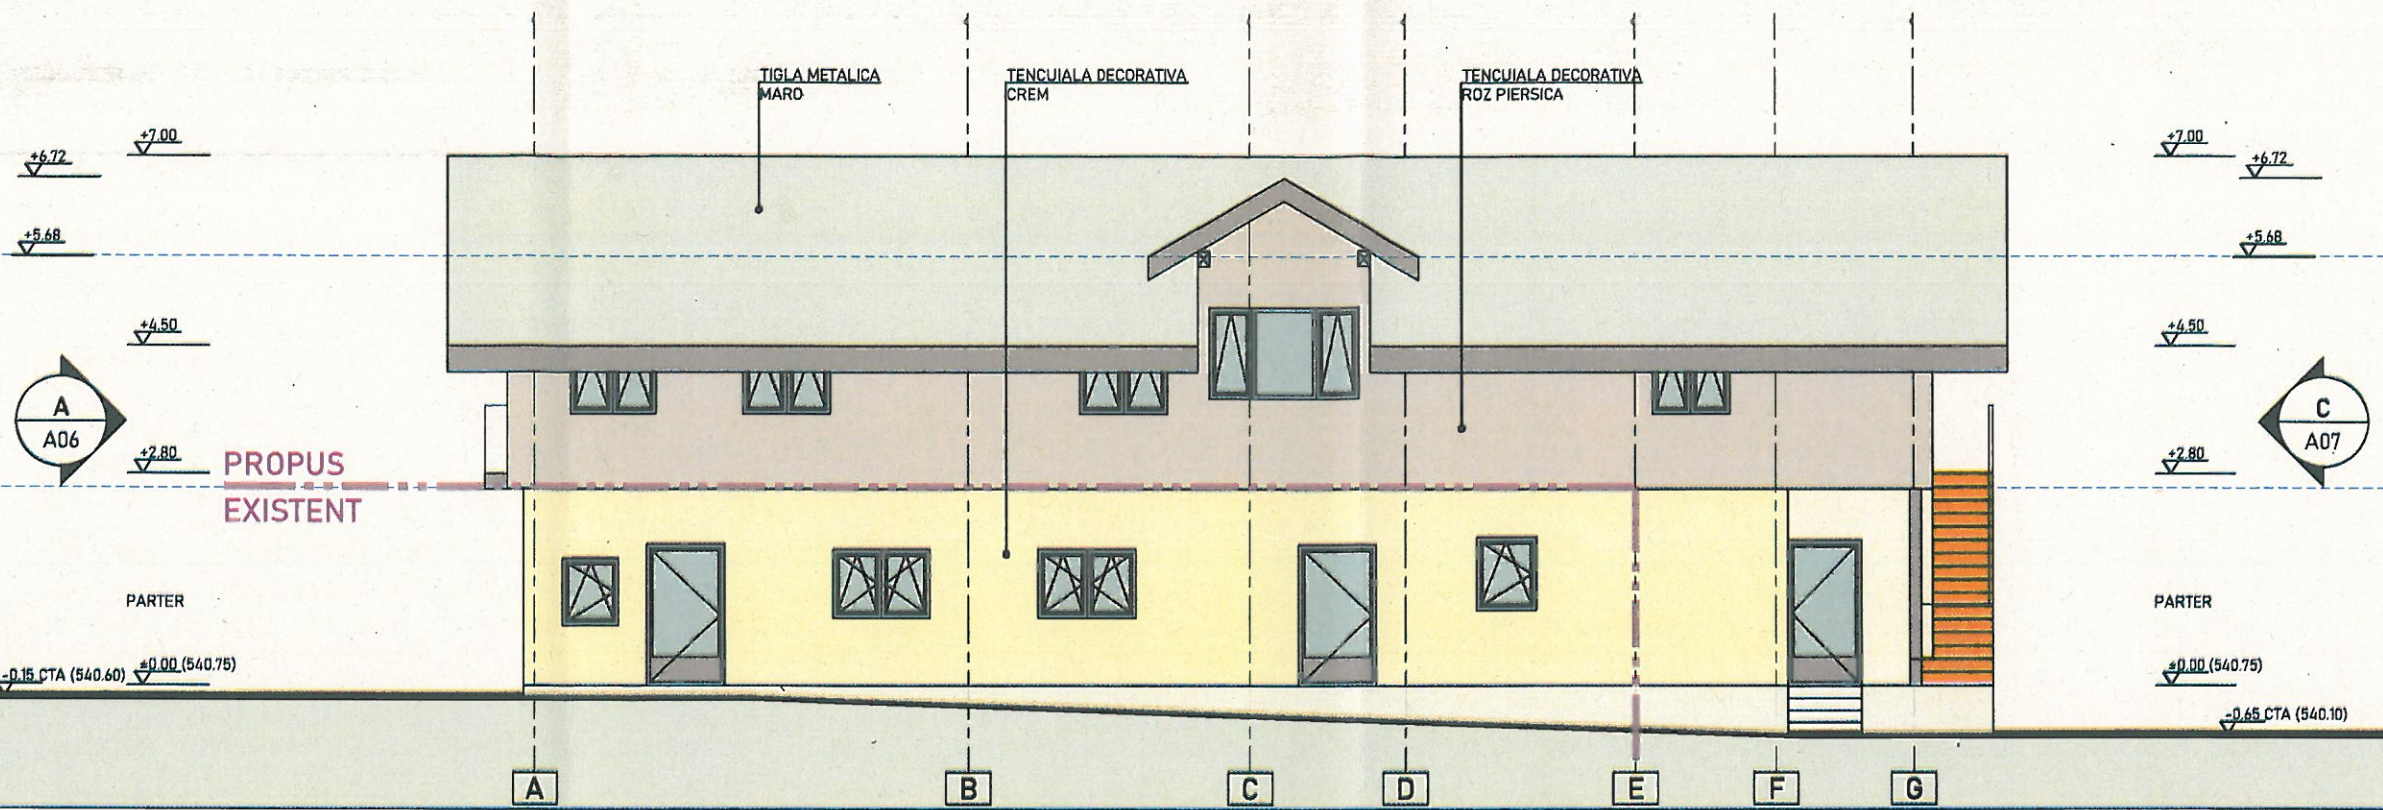 TIGLA METALICA
MARO
TENCUIALA DECORATIVA
CREM
TENCUIALA DECORATIVA
ROZ PIERSICA
+7.00
+6.72
+5.68
+4.50
A
A06
+2.80
PROPUS
EXISTENT
PARTER
±0.00 (540.75)
-0.15 CTA (540.60)
+7.00
+6.72
+5.68
+4.50
C
A07
+2.80
PARTER
±0.00 (540.75)
-0.65 CTA (540.10)
A
B
C
D
E
F
G